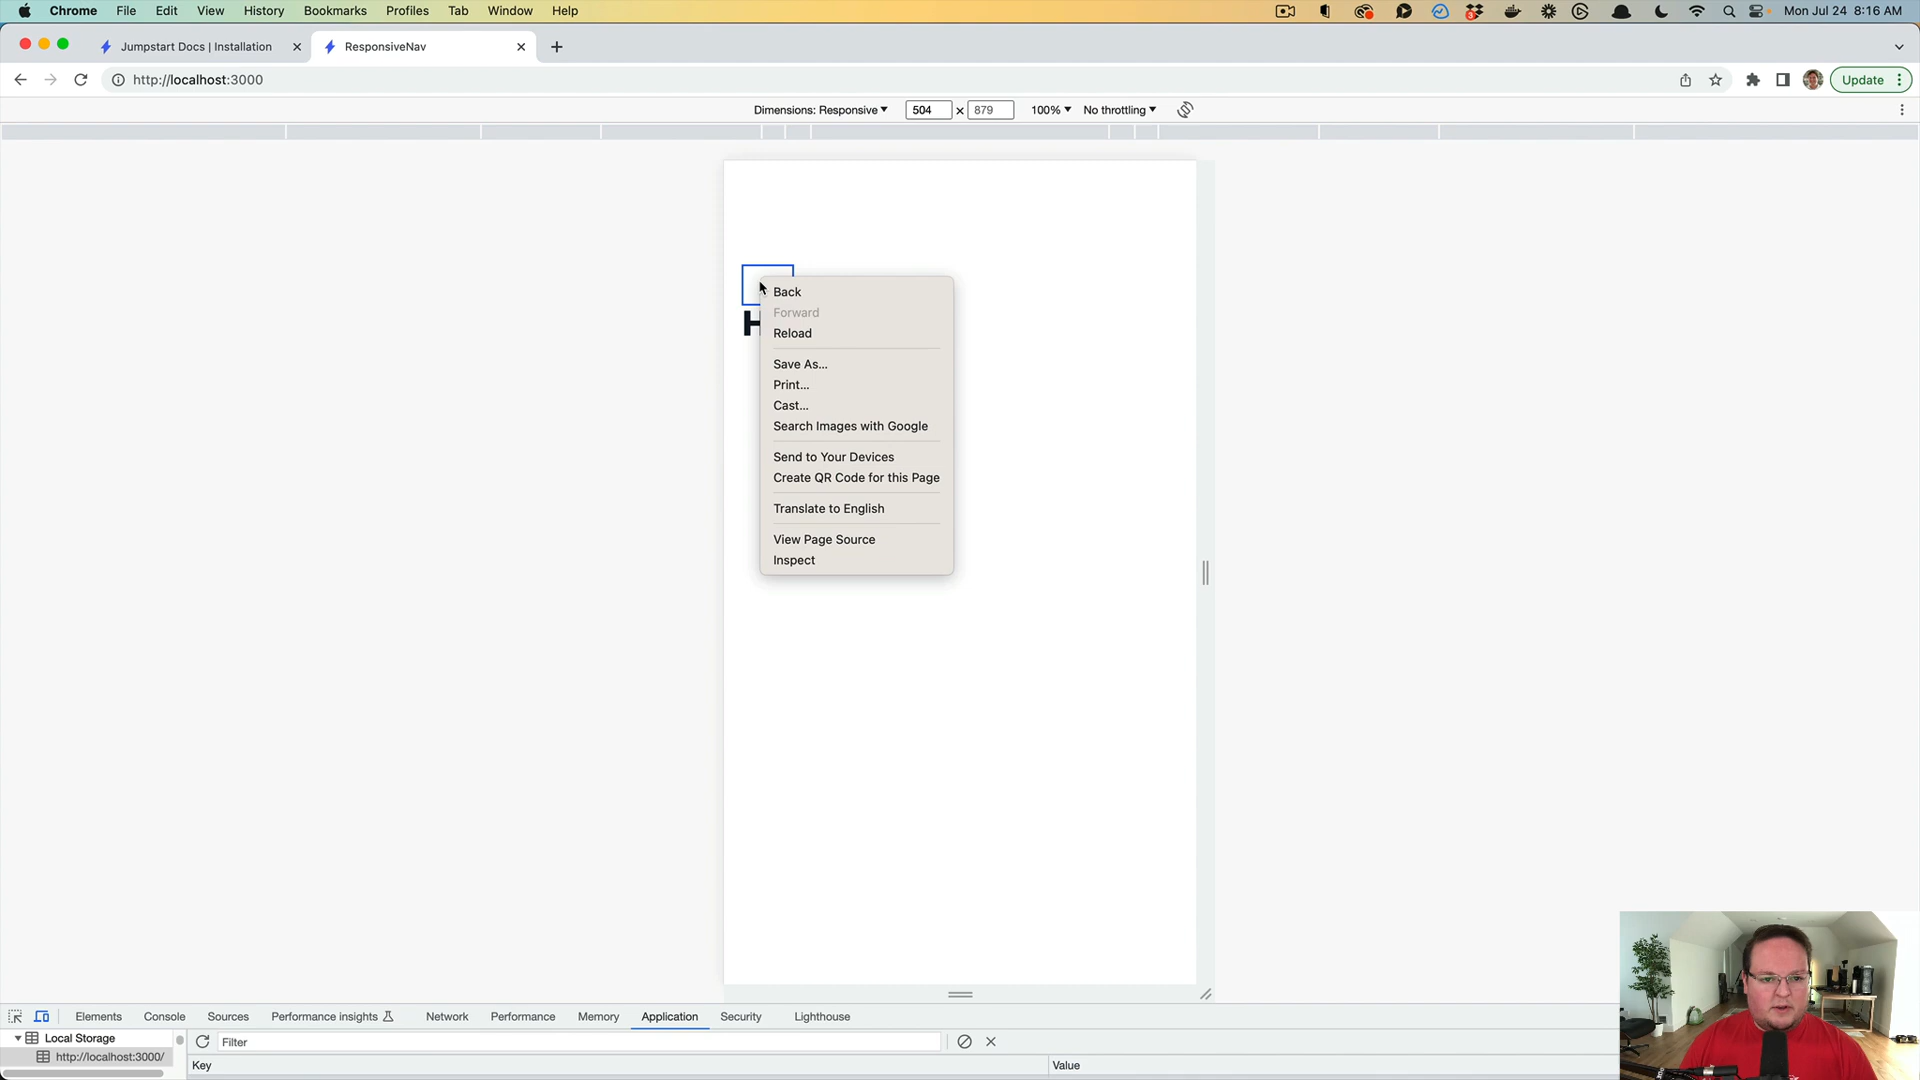 Chrome File Edit View History Bookmarks Profiles Tab Window Help Mon Jul 24 8:16 AM
Jumpstart Docs | Installation ResponsiveNav
http://localhost:3000 Update
Dimensions: Responsive 504 × 879 100% No throttling
Back
H
Forward
Reload
Save As...
Print...
Cast...
Search Images with Google
Send to Your Devices
Create QR Code for this Page
Translate to English
View Page Source
Inspect
Elements Console Sources Performance insights Network Performance Memory Application Security Lighthouse
Local Storage Filter
http://localhost:3000/ Key Value